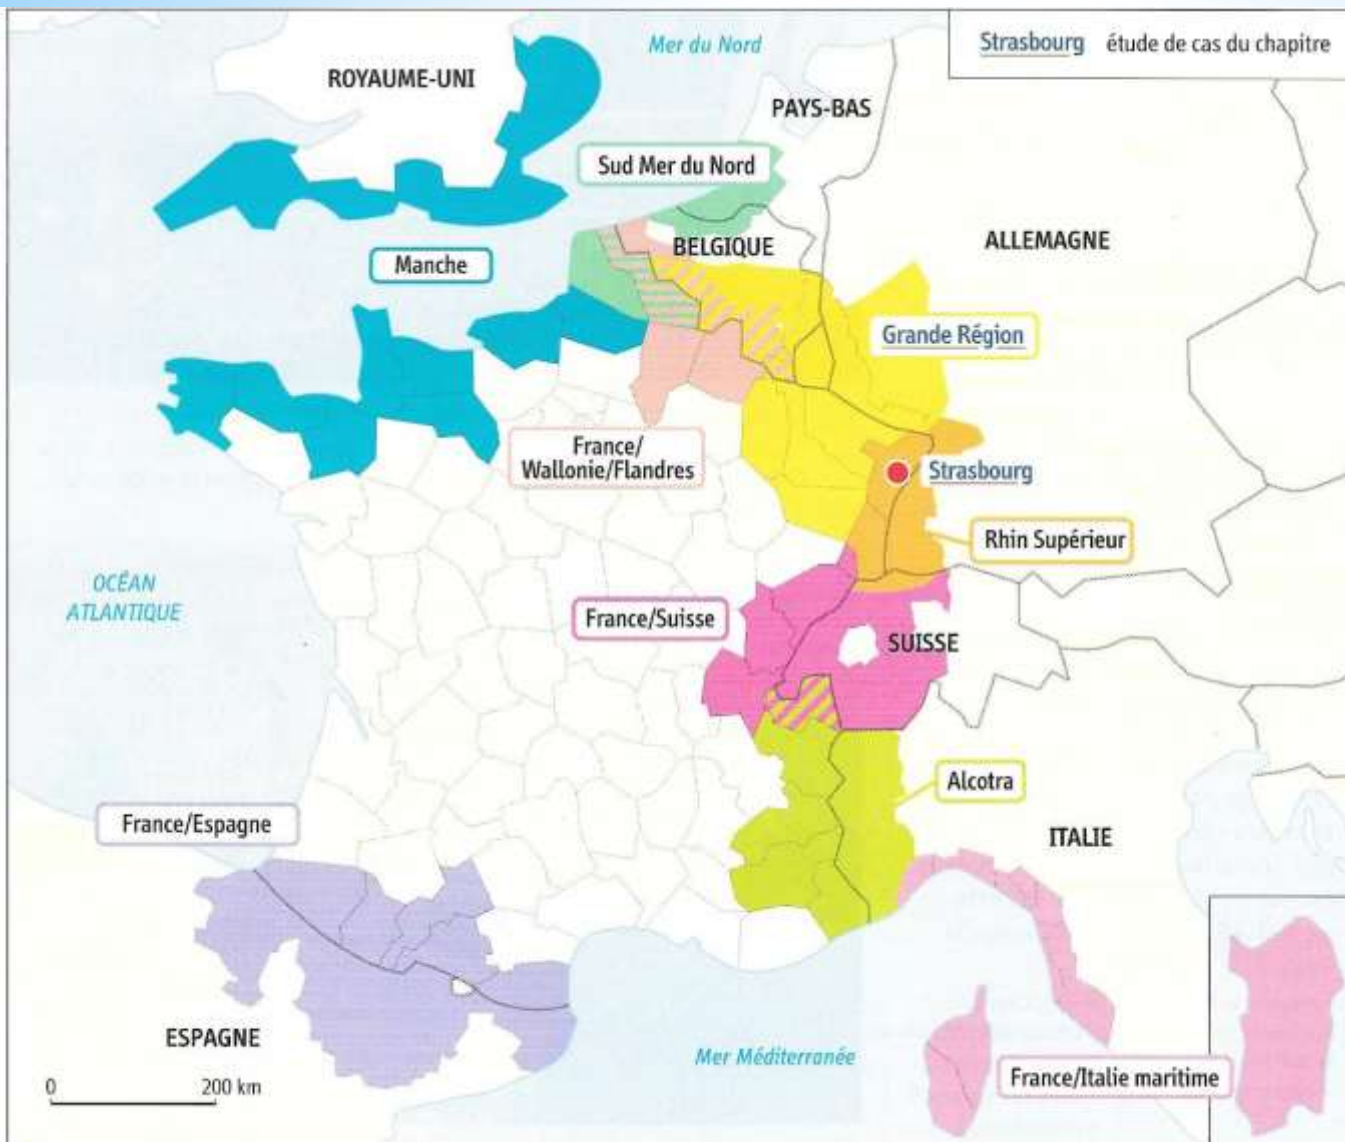 Mer du Nord
Strasbourg étude de cas du chapitre
ROYAUME-UNI
PAYS-BAS
Sud Mer du Nord
BELGIQUE
ALLEMAGNE
Manche
Grande Région
France/
Wallonie/Flandres
Strasbourg
Rhin Supérieur
OCÉAN
ATLANTIQUE
France/Suisse
SUISSE
Alcotra
France/Espagne
ITALIE
ESPAGNE
Mer Méditerranée
France/Italie maritime
0 200 km